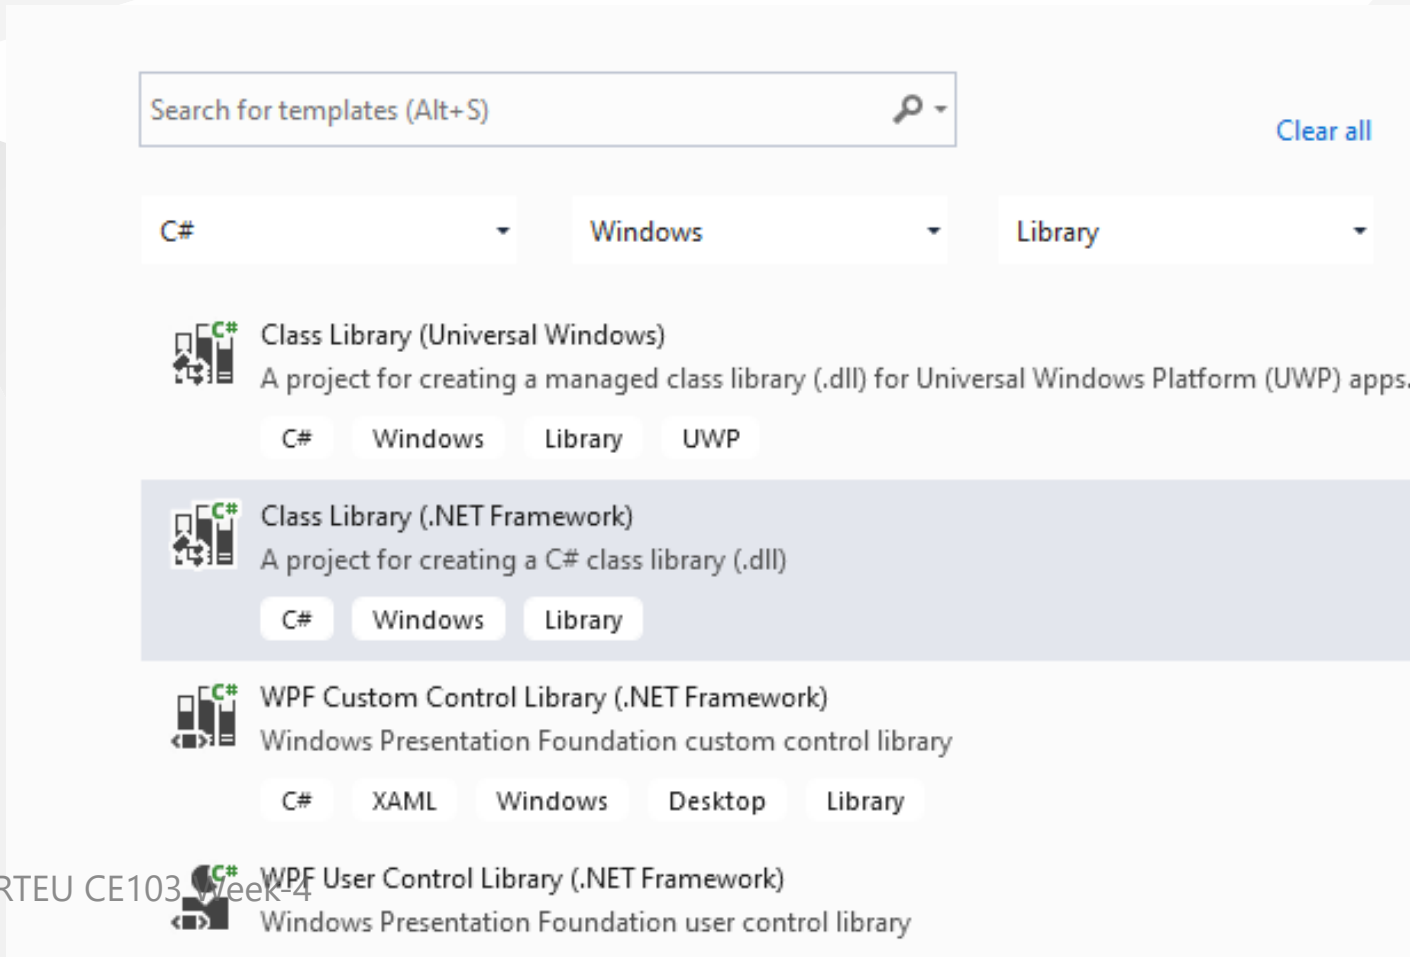 Search for templates (Alt+S)
Clear all
C# Windows Library
C#
Class Library (Universal Windows)
A project for creating a managed class library (.dll) for Universal Windows Platform (UWP) apps.
C# Windows Library UWP
C#
Class Library (.NET Framework)
A project for creating a C# class library (.dll)
C# Windows Library
C#
WPF Custom Control Library (.NET Framework)
Windows Presentation Foundation custom control library
C# XAML Windows Desktop Library
C#
WPF User Control Library (.NET Framework)
RTEU CE103 Week-4
Windows Presentation Foundation user control library